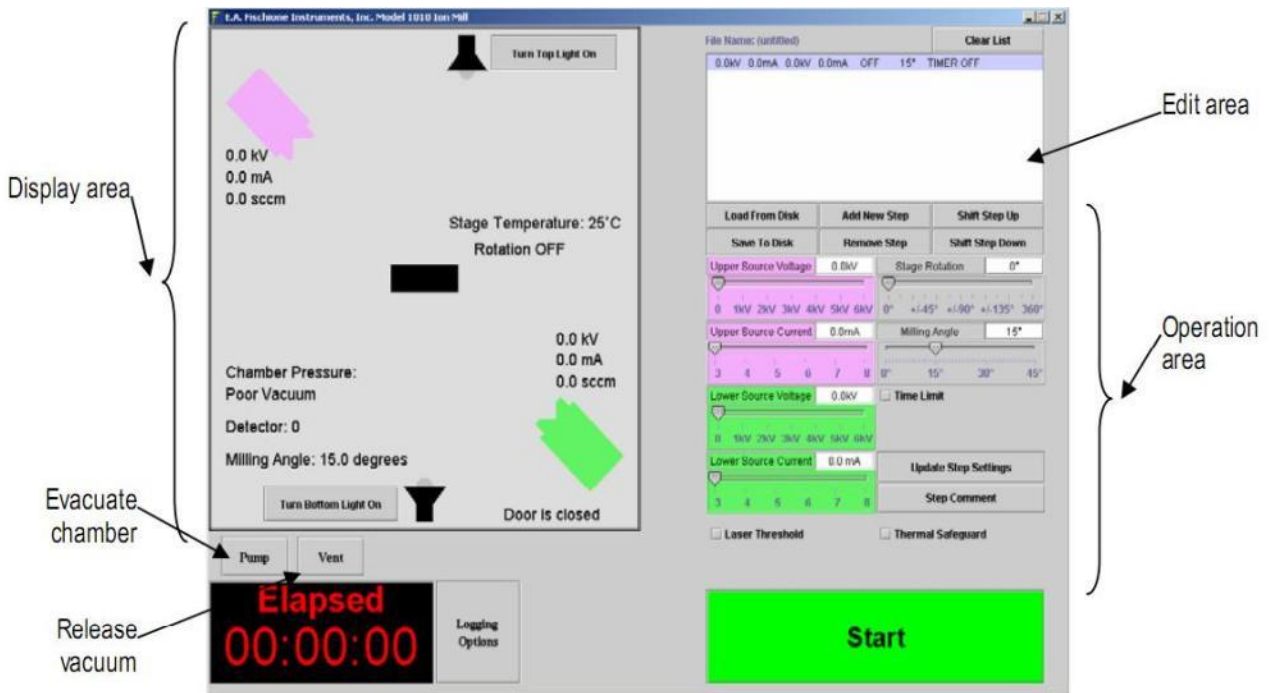 E.A. Fischione Instruments, Inc. Model 1010 Ion Mill
Turn Top Light On
0.0 kV
0.0 mA
0.0 sccm
Stage Temperature: 25°C
Rotation OFF
0.0 kV
0.0 mA
0.0 sccm
Chamber Pressure:
Poor Vacuum
Detector: 0
Milling Angle: 15.0 degrees
Turn Bottom Light On
Door is closed
Pump
Vent
Elapsed
00:00:00
Logging
Options
File Name: (untitled)
Clear List
0.0kV 0.0mA 0.0kV 0.0mA OFF 15° TIMER OFF
Load From Disk
Add New Step
Shift Step Up
Save To Disk
Remove Step
Shift Step Down
Upper Source Voltage 0.0kV
0 1kV 2kV 3kV 4kV 5kV 6kV
Stage Rotation 0°
0° +/-45° +/-90° +/-135° 360°
Upper Source Current 0.0mA
3 4 5 6 7 8
Milling Angle 15°
0° 15° 30° 45°
Lower Source Voltage 0.0kV
0 1kV 2kV 3kV 4kV 5kV 6kV
Time Limit
Lower Source Current 0.0 mA
3 4 5 6 7 8
Update Step Settings
Step Comment
Laser Threshold
Thermal Safeguard
Start
Display area
Evacuate
chamber
Release
vacuum
Edit area
Operation
area